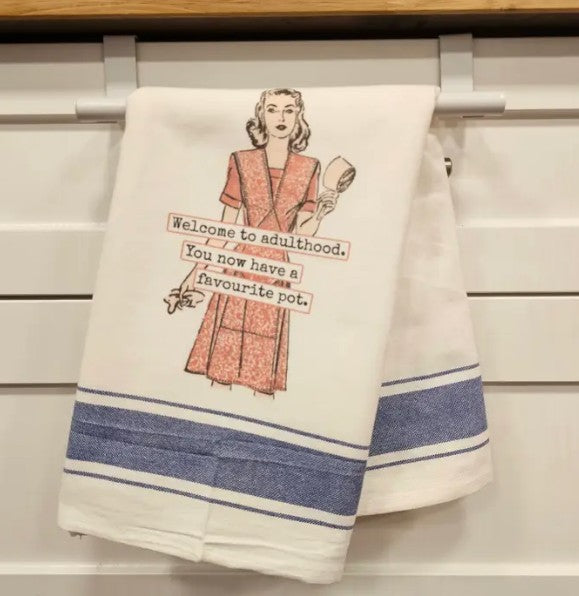 Welcome to adulthood.
You now have a
favourite pot.